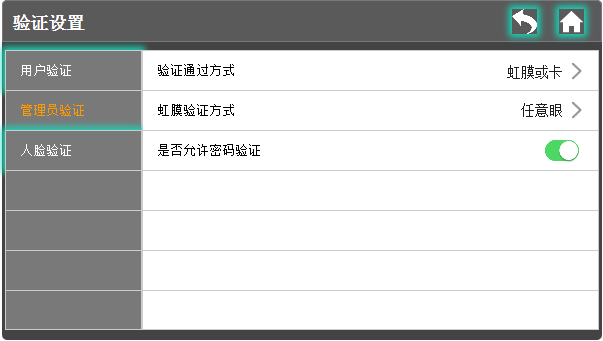 验证设置
用户验证
管理员验证
人脸验证
验证通过方式 虹膜或卡
虹膜验证方式 任意眼
是否允许密码验证